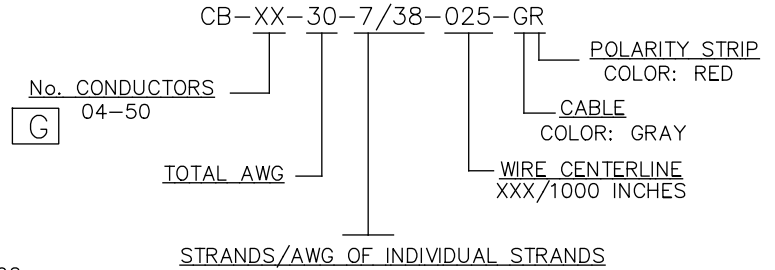 CB-XX-30-7/38-025-GR
POLARITY STRIP
COLOR: RED
No. CONDUCTORS
04-50
G
CABLE
COLOR: GRAY
TOTAL AWG
WIRE CENTERLINE
XXX/1000 INCHES
STRANDS/AWG OF INDIVIDUAL STRANDS